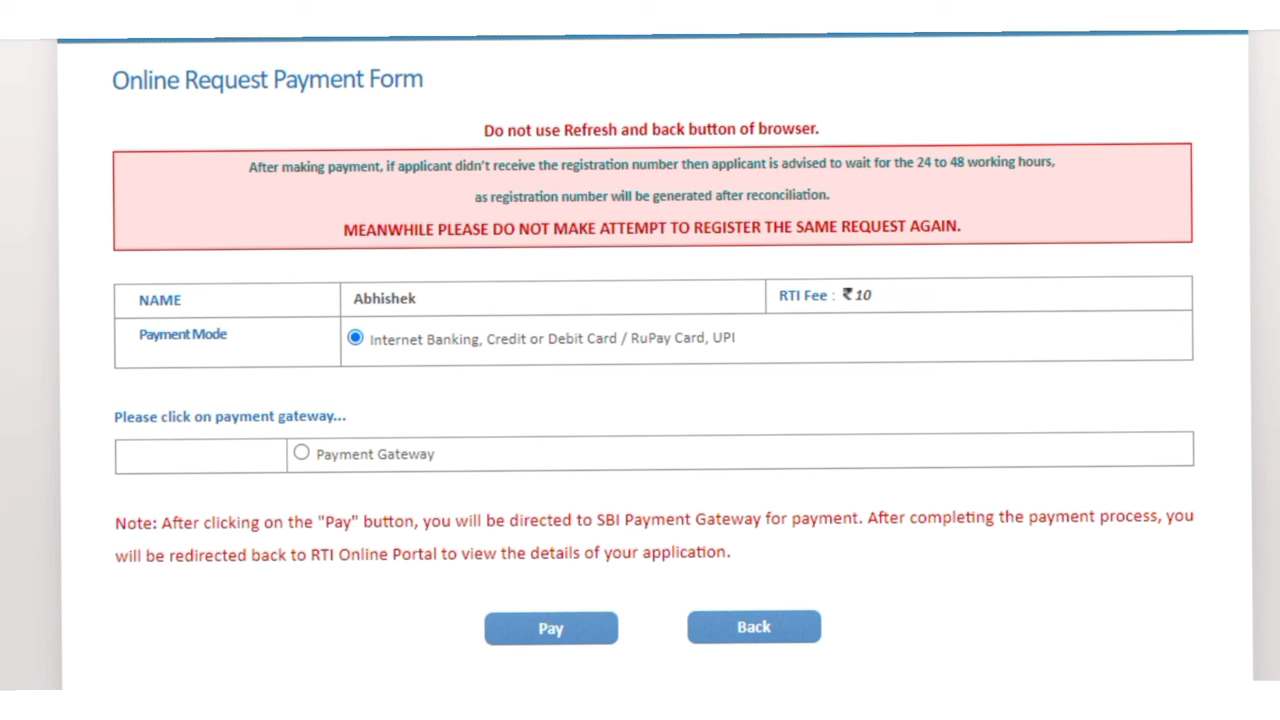 Online Request Payment Form
Do not use Refresh and back button of browser.
After making payment, if applicant didn't receive the registration number then applicant is advised to wait for the 24 to 48 working hours,
as registration number will be generated after reconciliation.
MEANWHILE PLEASE DO NOT MAKE ATTEMPT TO REGISTER THE SAME REQUEST AGAIN.
NAME Abhishek RTI Fee : ₹ 10
Payment Mode Internet Banking, Credit or Debit Card / RuPay Card, UPI
Please click on payment gateway...
Payment Gateway
Note: After clicking on the "Pay" button, you will be directed to SBI Payment Gateway for payment. After completing the payment process, you
will be redirected back to RTI Online Portal to view the details of your application.
Pay Back